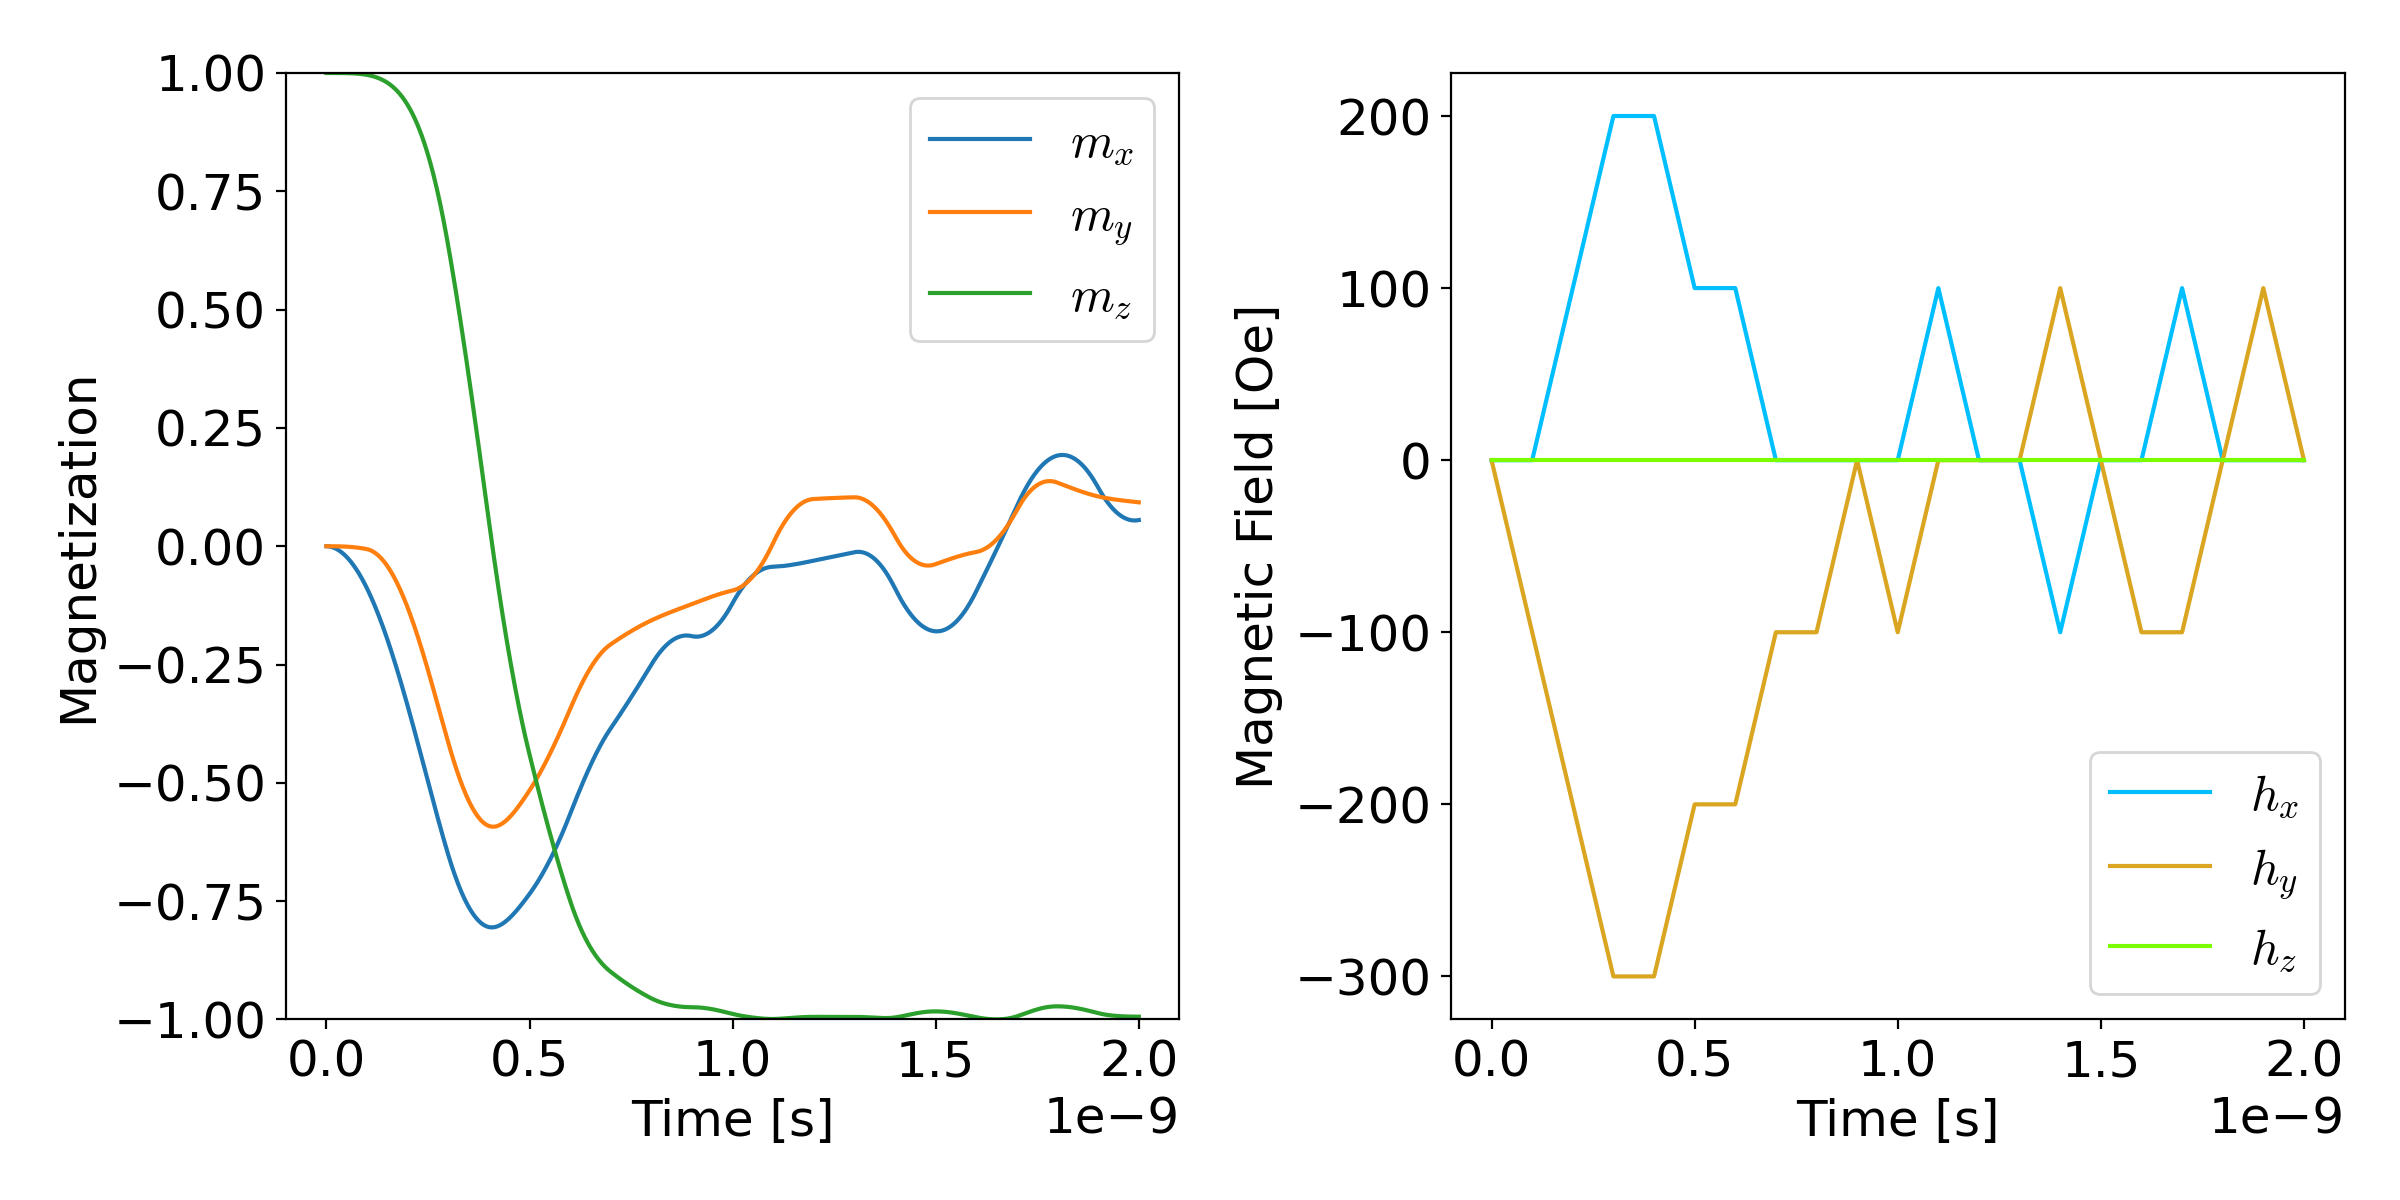 Magnetization
1.00
0.75
0.50
0.25
0.00
−0.25
−0.50
−0.75
−1.00
0.0 0.5 1.0 1.5 2.0
Time [s]
1e−9
m_x
m_y
m_z
Magnetic Field [Oe]
200
100
0
−100
−200
−300
0.0 0.5 1.0 1.5 2.0
Time [s]
1e−9
h_x
h_y
h_z